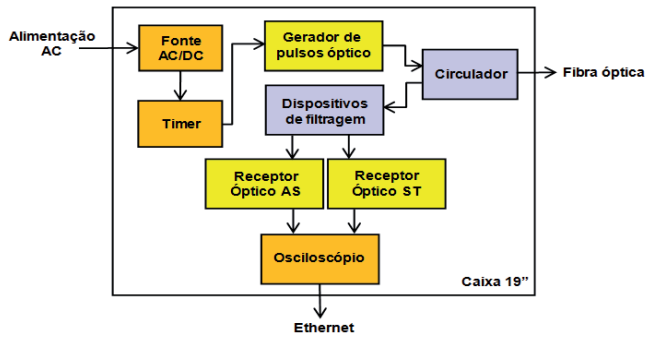 Alimentação
AC
Fonte
AC/DC
Timer
Gerador de
pulsos óptico
Circulador
Fibra óptica
Dispositivos
de filtragem
Receptor
Óptico AS
Receptor
Óptico ST
Osciloscópio
Caixa 19”
Ethernet